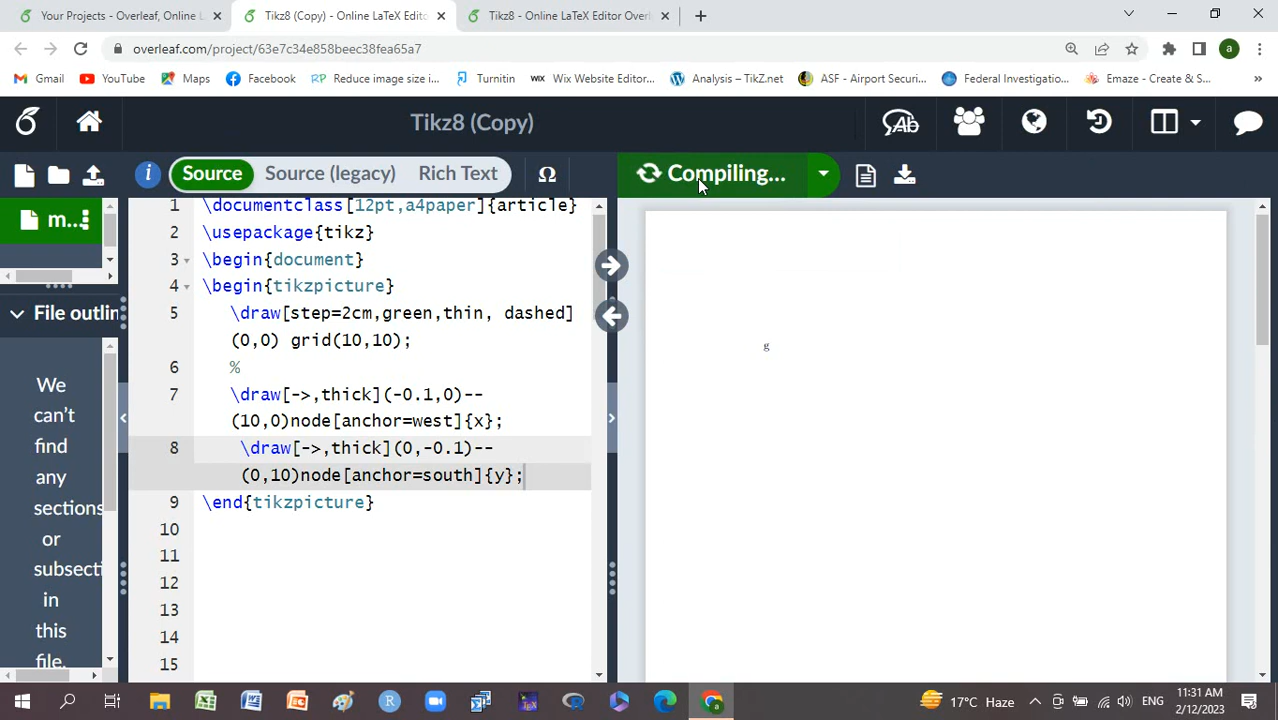 Your Projects - Overleaf, Online L
Tikz8 (Copy) - Online LaTeX Edito
Tikz8 - Online LaTeX Editor Over
overleaf.com/project/63e7c34e858beec38fea65a7
a
Gmail
YouTube
Maps
Facebook
RP
Reduce image size i...
Turnitin
WIX
Wix Website Editor...
Analysis – TikZ.net
ASF - Airport Securi...
Federal Investigatio...
Emaze - Create & S...
Tikz8 (Copy)
m...
i
Source
Source (legacy)
Rich Text
Ω
Compiling...
1 \documentclass[12pt,a4paper]{article}
2 \usepackage{tikz}
3 \begin{document}
4 \begin{tikzpicture}
5 \draw[step=2cm,green,thin, dashed]
(0,0) grid(10,10);
6 %
7 \draw[->,thick](-0.1,0)--
(10,0)node[anchor=west]{x};
8 \draw[->,thick](0,-0.1)--
(0,10)node[anchor=south]{y};
9 \end{tikzpicture}
10
11
12
13
14
15
File outlin
We
can't
find
any
sections
or
subsecti
in
this
file.
g
17°C Haze
ENG
11:31 AM
2/12/2023